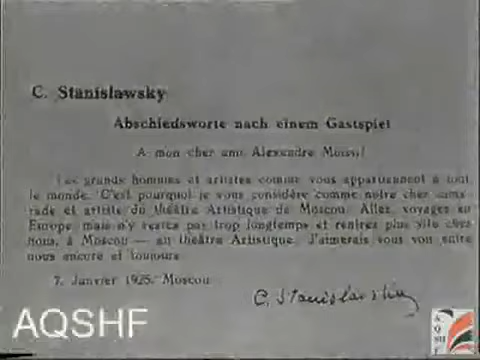 C. Stanislawsky
Abschiedsworte nach einem Gastspiel
A mon cher ami Alexandre Moissi!
Les grands hommes et artistes comme vous appartiennent à tout
le monde. C'est pourquoi je vous considère comme notre cher cama-
rade et artiste du théâtre Artistique de Moscou. Allez, voyagez en
Europe mais n'y restez pas trop longtemps et rentrez plus vite chez
nous, à Moscou — au théâtre Artistique. J'aimerais vous voir entre
nous encore et toujours.
7. Janvier 1925. Moscou.
C. Stanislavsky
AQSHF
AQSHF